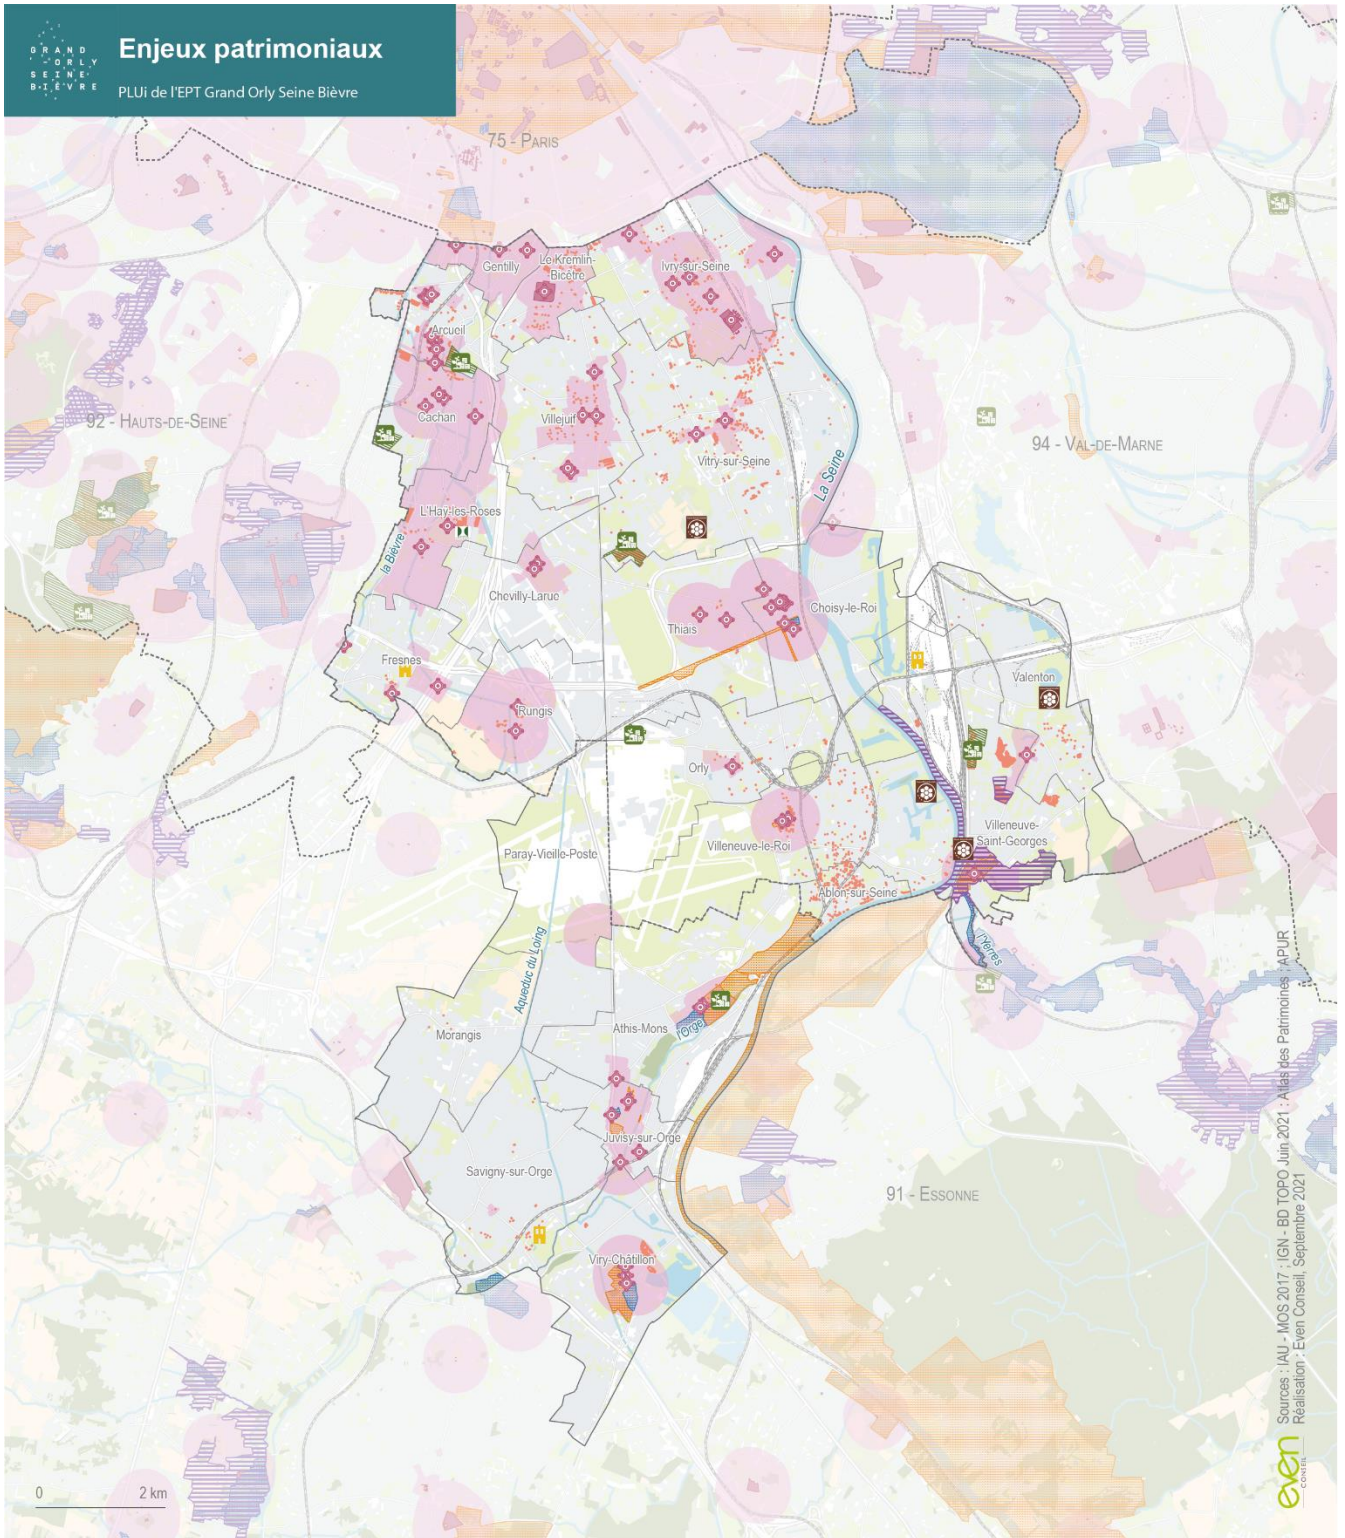 GRAND
ORLY
SEINE
BIÈVRE
Enjeux patrimoniaux
PLUi de l'EPT Grand Orly Seine Bièvre
75 - PARIS
Gentilly
Le Kremlin-
Bicêtre
Ivry-sur-Seine
Arcueil
92 - HAUTS-DE-SEINE
Cachan
Villejuif
94 - VAL-DE-MARNE
Vitry-sur-Seine
La Seine
L'Haÿ-les-Roses
la Bièvre
Chevilly-Larue
Choisy-le-Roi
Thiais
Fresnes
Valenton
Rungis
Orly
Villeneuve-
Saint-Georges
Villeneuve-le-Roi
Paray-Vieille-Poste
Ablon-sur-Seine
l'Yerres
Aqueduc du Loing
Athis-Mons
l'Orge
Morangis
Juvisy-sur-Orge
Savigny-sur-Orge
91 - ESSONNE
Viry-Châtillon
0 2 km
even
CONSEIL
Sources : IAU - MOS 2017 ; IGN - BD TOPO Juin 2021 ; Atlas des Patrimoines ; APUR
Réalisation : Even Conseil, Septembre 2021